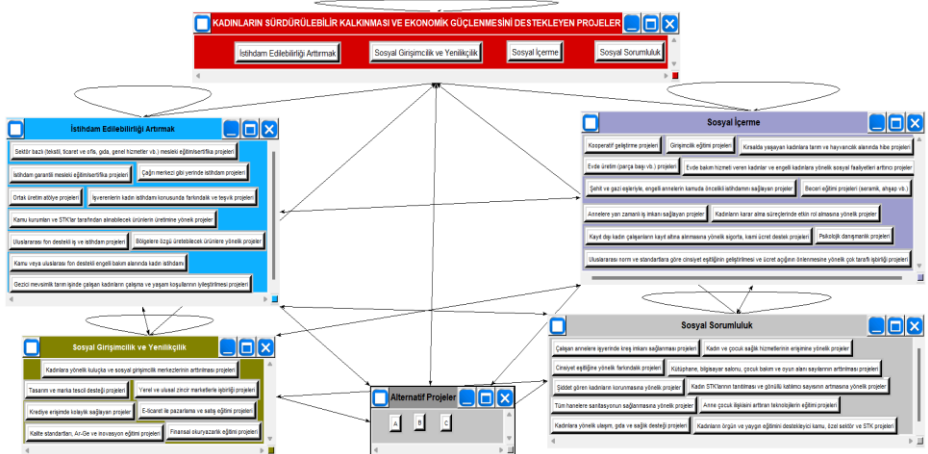 KADINLARIN SÜRDÜRÜLEBİLİR KALKINMASI VE EKONOMİK GÜÇLENMESİNİ DESTEKLEYEN PROJELER
İstihdam Edilebilirliği Arttırmak
Sosyal Girişimcilik ve Yenilikçilik
Sosyal İçerme
Sosyal Sorumluluk
İstihdam Edilebilirliği Artırmak
Sektör bazlı (tekstil, ticaret ve ofis, gıda, genel hizmetler vb.) mesleki eğitim/sertifika projeleri
İstihdam garantili mesleki eğitim/sertifika projeleri
Çağrı merkezi gibi yerinde istihdam projeleri
Ortak üretim atölye projeleri
İşverenlerin kadın istihdamı konusunda farkındalık ve teşvik projeleri
Kamu kurumları ve STK'lar tarafından alınabilecek ürünlerin üretimine yönelik projeler
Uluslararası fon destekli iş ve istihdam projeleri
Bölgelere özgü üretilebilecek ürünlere yönelik projeler
Kamu veya uluslarası fon destekli engelli bakım alanında kadın istihdamı
Gezici mevsimlik tarım işinde çalışan kadınların çalışma ve yaşam koşullarının iyileştirilmesi projeleri
Sosyal İçerme
Kooperatif geliştirme projeleri
Girişimcilik eğitimi projeleri
Kırsalda yaşayan kadınlara tarım ve hayvancılık alanında hibe projeleri
Evde üretim (parça başı vb.) projeleri
Evde bakım hizmeti veren kadınlar ve engelli kadınlara yönelik sosyal faaliyetleri arttırıcı projeler
Şehit ve gazi eşleriyle, engelli annelerin kamuda öncelikli istihdamını sağlayan projeler
Beceri eğitimi projeleri (seramik, ahşap vb.)
Annelere yarı zamanlı iş imkanı sağlayan projeler
Kadınların karar alma süreçlerinde etkin rol almasına yönelik projeler
Kayıt dışı kadın çalışanların kayıt altına alınmasına yönelik sigorta, kami ücret destek projeleri
Psikolojik danışmanlık projeleri
Uluslararası norm ve standartlara göre cinsiyet eşitliğinin geliştirilmesi ve ücret açığının önlenmesine yönelik çok taraflı işbirliği projeleri
Sosyal Girişimcilik ve Yenilikçilik
Kadınlara yönelik kuluçka ve sosyal girişimcilik merkezlerinin arttırılması projeleri
Tasarım ve marka tescil desteği projeleri
Yerel ve ulusal zincir marketlerle işbirliği projeleri
Krediye erişimde kolaylık sağlayan projeler
E-ticaret ile pazarlama ve satış eğitimi projeleri
Kalite standartları, Ar-Ge ve inovasyon eğitimi projeleri
Finansal okuryazarlık eğitimi projeleri
Alternatif Projeler
A
B
C
Sosyal Sorumluluk
Çalışan annelere işyerinde kreş imkanı sağlanması projeleri
Kadın ve çocuk sağlık hizmetlerinin erişimine yönelik projeler
Cinsiyet eşitliğine yönelik farkındalık projeleri
Kütüphane, bilgisayar salonu, çocuk bakım ve oyun alanı sayılarının arttırılması projeleri
Şiddet gören kadınların korunmasına yönelik projeler
Kadın STK'larının tanıtılması ve gönüllü katılımcı sayısının artmasına yönelik projeler
Tüm hanelere sanitasyonun sağlanmasına yönelik projeler
Anne çocuk ilişkisini arttıran teknolojilerin eğitimi projeleri
Kadınlara yönelik ulaşım, gıda ve sağlık desteği projeleri
Kadınların örgün ve yaygın eğitimini destekleyici kamu, özel sektör ve STK projeleri